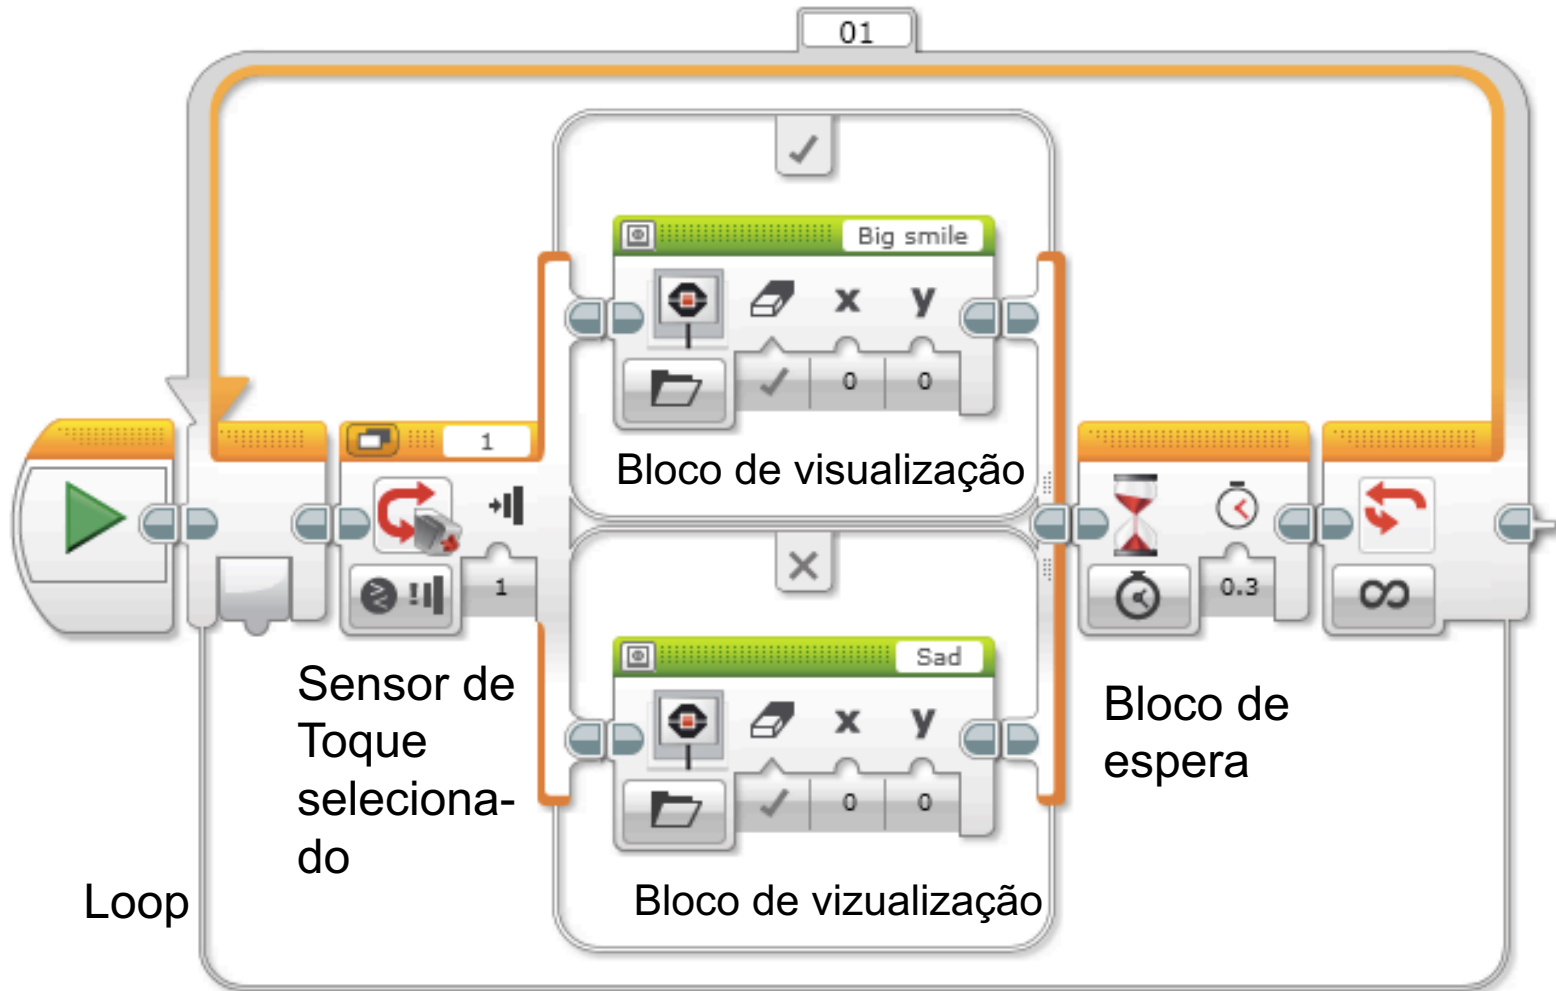 01
Big smile
x y
0 0
1
Bloco de visualização
1
0.3
Sad
x y
0 0
Sensor de
Toque
seleciona-
do
Bloco de
espera
Loop
Bloco de vizualização